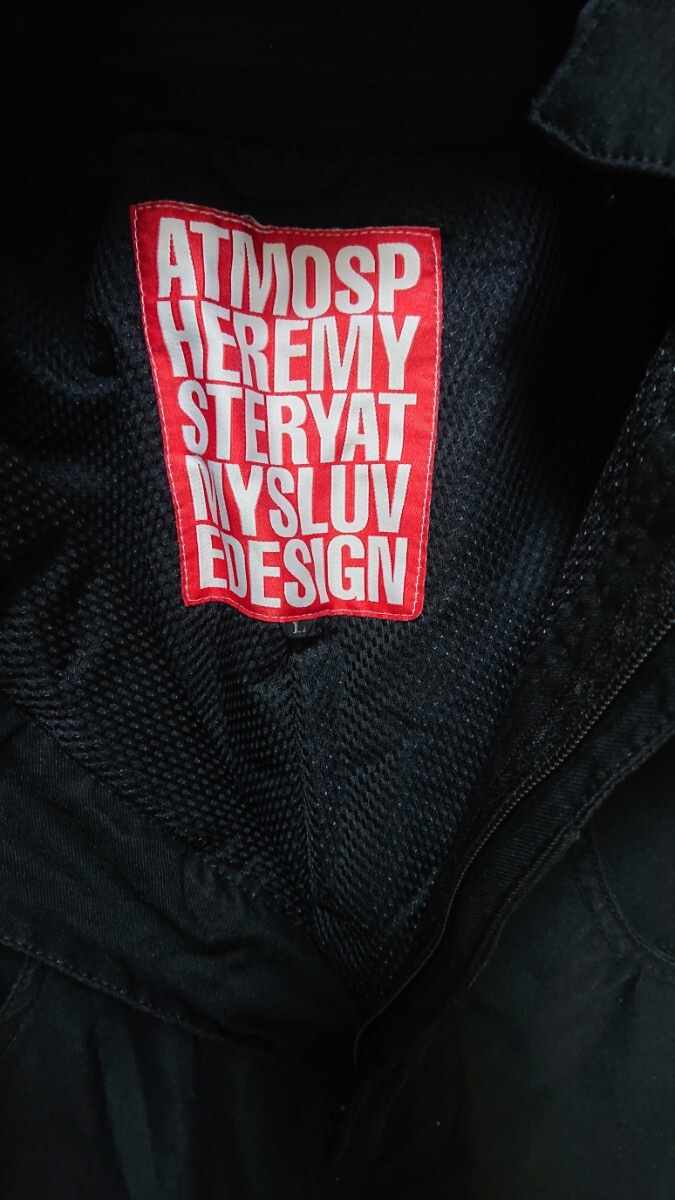 ATMOSP
HEREMY
STERYAT
MYSLUV
EDESIGN
L